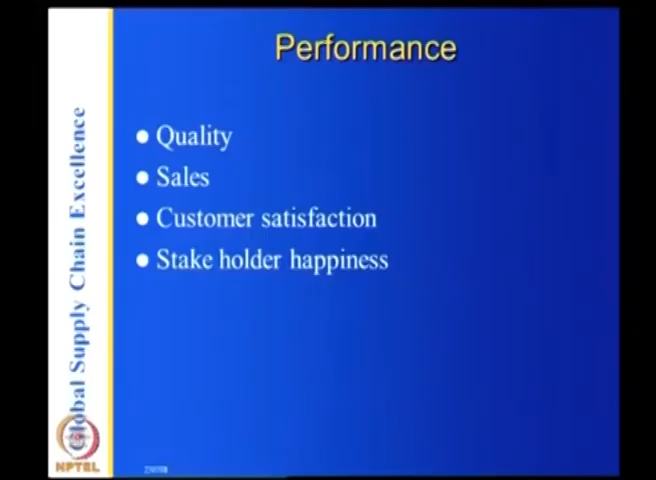 Performance
Quality
Sales
Customer satisfaction
Stake holder happiness
Global Supply Chain Excellence
NPTEL